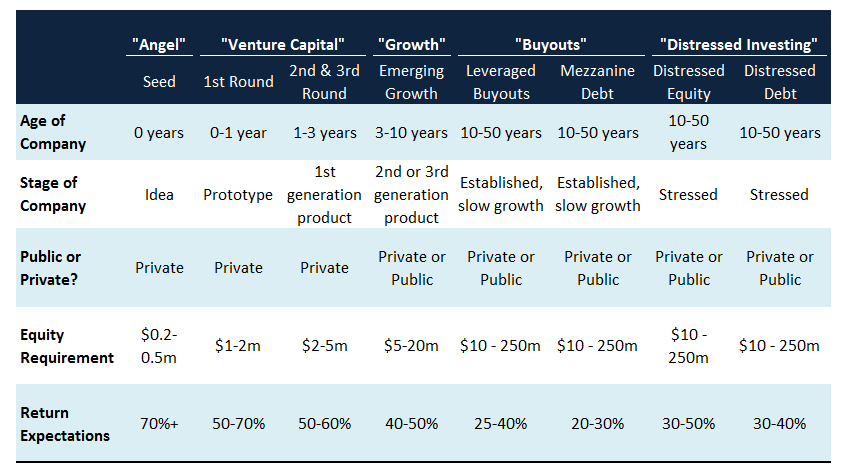 "Angel" "Venture Capital" "Growth" "Buyouts" "Distressed Investing"
Seed 1st Round 2nd & 3rd Round Emerging Growth Leveraged Buyouts Mezzanine Debt Distressed Equity Distressed Debt
Age of Company 0 years 0-1 year 1-3 years 3-10 years 10-50 years 10-50 years 10-50 years 10-50 years
Stage of Company Idea Prototype 1st generation product 2nd or 3rd generation product Established, slow growth Established, slow growth Stressed Stressed
Public or Private? Private Private Private Private or Public Private or Public Private or Public Private or Public Private or Public
Equity Requirement $0.2-0.5m $1-2m $2-5m $5-20m $10 - 250m $10 - 250m $10 - 250m $10 - 250m
Return Expectations 70%+ 50-70% 50-60% 40-50% 25-40% 20-30% 30-50% 30-40%